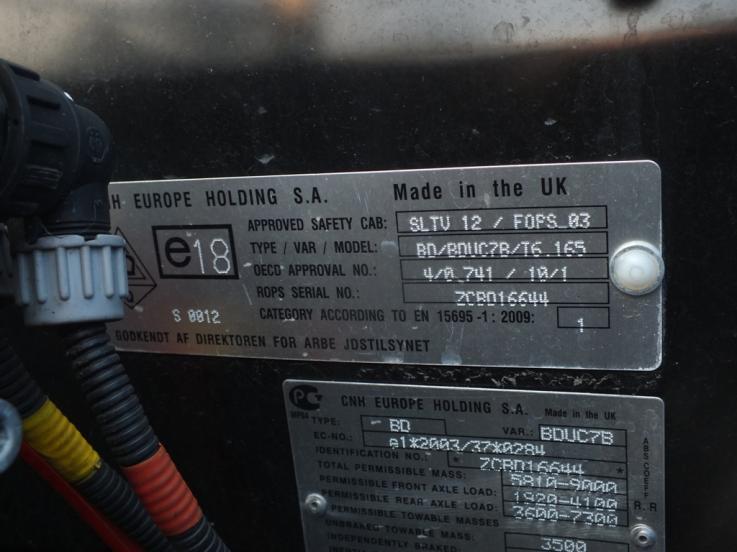 H EUROPE HOLDING S.A. Made in the UK
APPROVED SAFETY CAB: SLTV 12 / FOPS_03
e18
TYPE / VAR / MODEL: BD/BDUC7B/T6.165
OECD APPROVAL NO.: 4/0.741 / 10/1
ROPS SERIAL NO.: ZCBD16644
S 0012
CATEGORY ACCORDING TO EN 15695-1: 2009: 1
GODKENDT AF DIREKTOREN FOR ARBE JDSTILSYNET
CNH EUROPE HOLDING S.A. Made in the UK
TYPE: BD VAR.: BDUC7B
EC-NO.: e1*2003/37*0284
IDENTIFICATION NO.: * ZCBD16644 *
TOTAL PERMISSIBLE MASS: 5810-9000
PERMISSIBLE FRONT AXLE LOAD: 1920-4100
PERMISSIBLE REAR AXLE LOAD: 3600-7300
PERMISSIBLE TOWABLE MASSES
UNBRAKED TOWABLE MASS:
INDEPENDENTLY BRAKED: 3500
ABSCOEFF
R.R